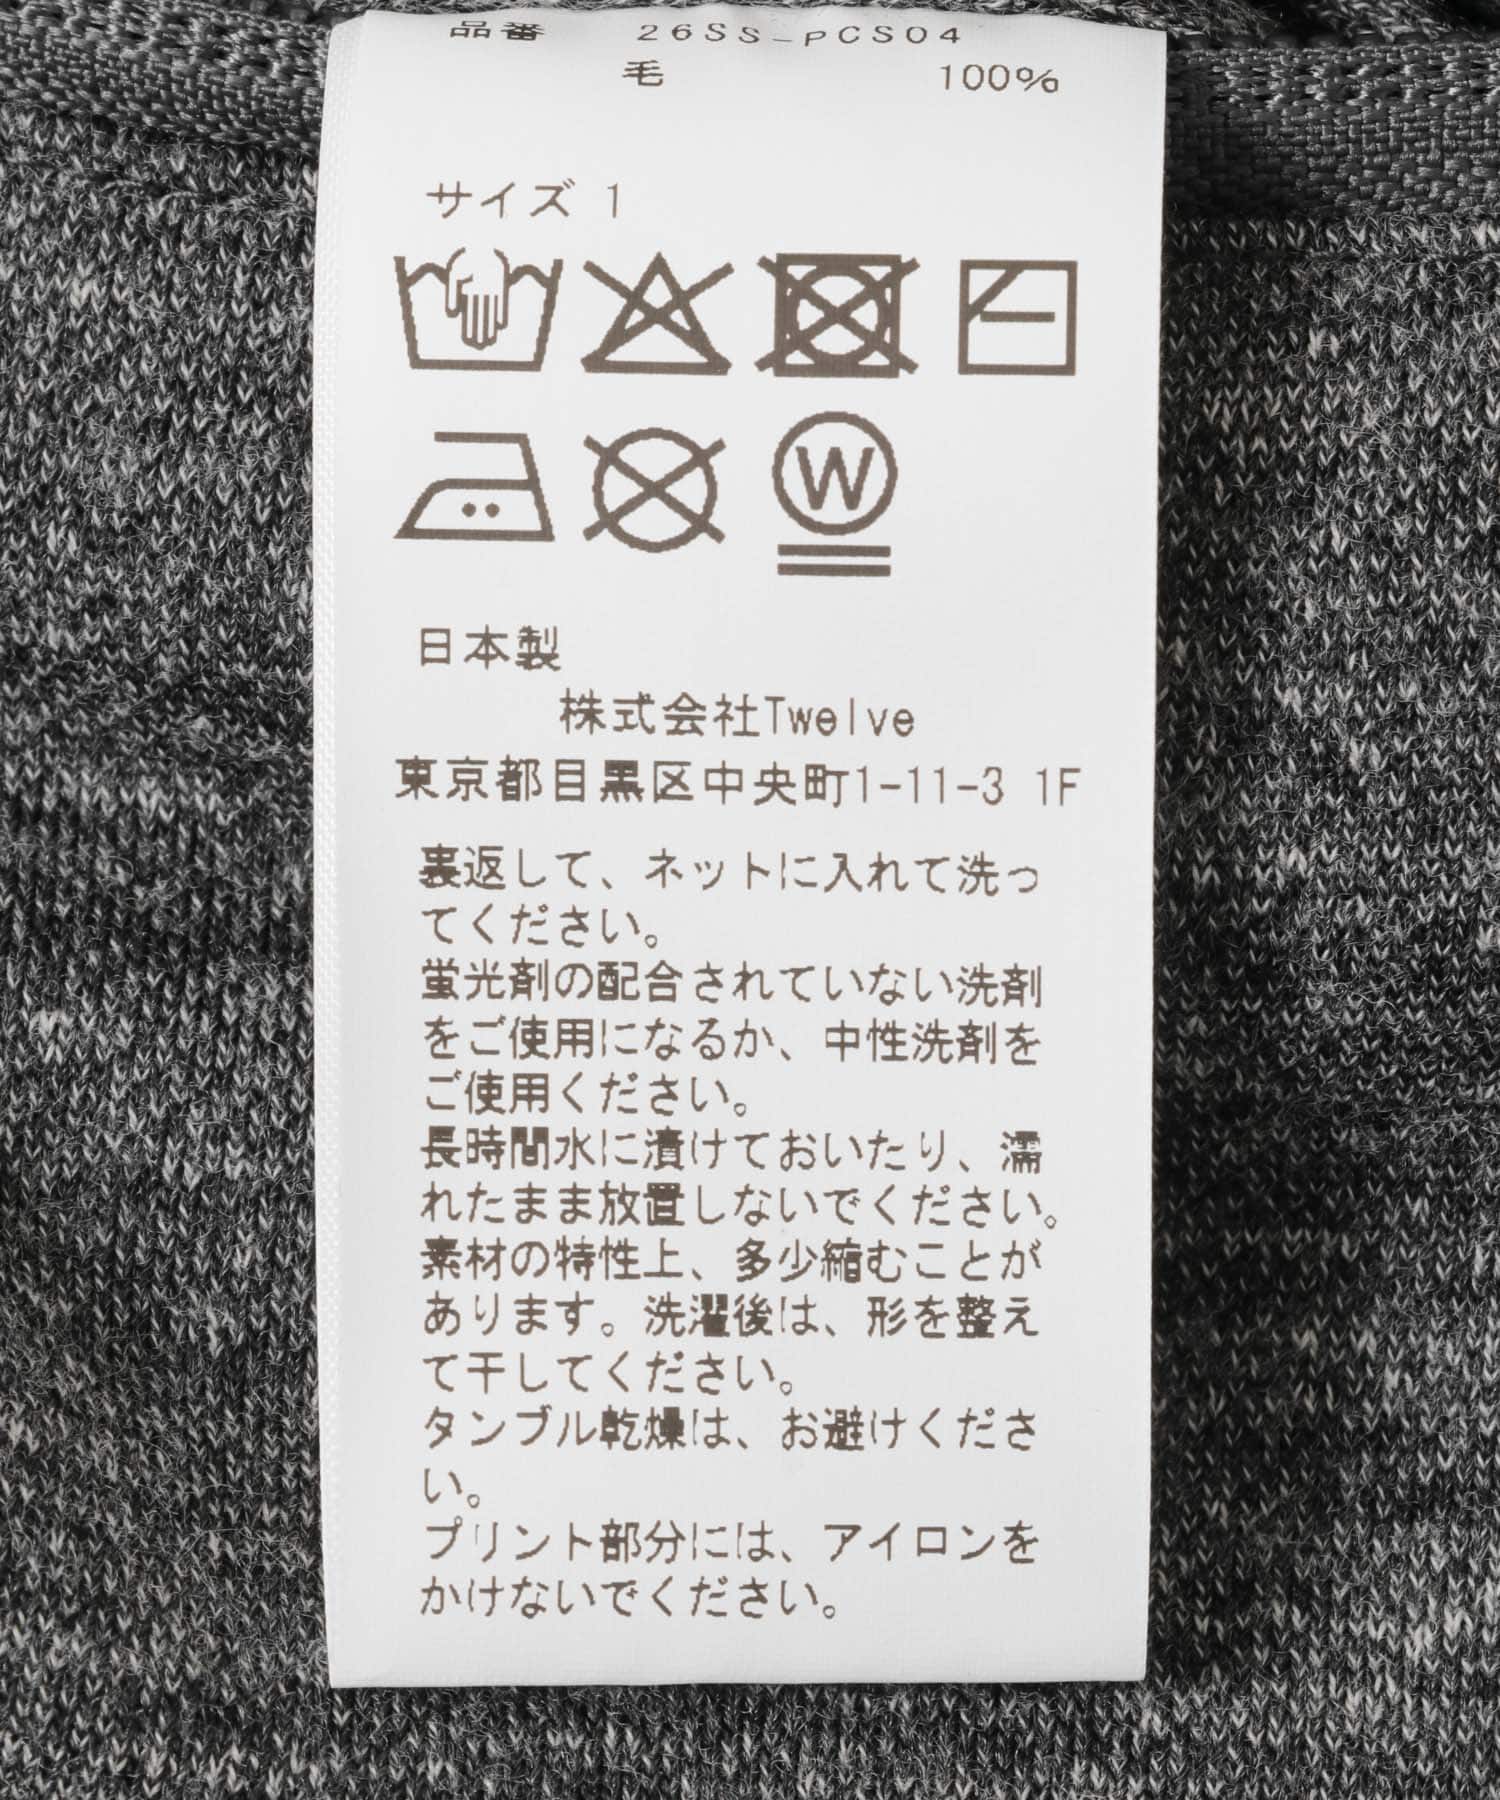 品番 26SS-PCS04
毛 100%
サイズ 1
W
日本製
株式会社Twelve
東京都目黒区中央町1-11-3 1F
裏返して、ネットに入れて洗っ
てください。
蛍光剤の配合されていない洗剤
をご使用になるか、中性洗剤を
ご使用ください。
長時間水に漬けておいたり、濡
れたまま放置しないでください。
素材の特性上、多少縮むことが
あります。洗濯後は、形を整え
て干してください。
タンブル乾燥は、お避けくださ
い。
プリント部分には、アイロンを
かけないでください。